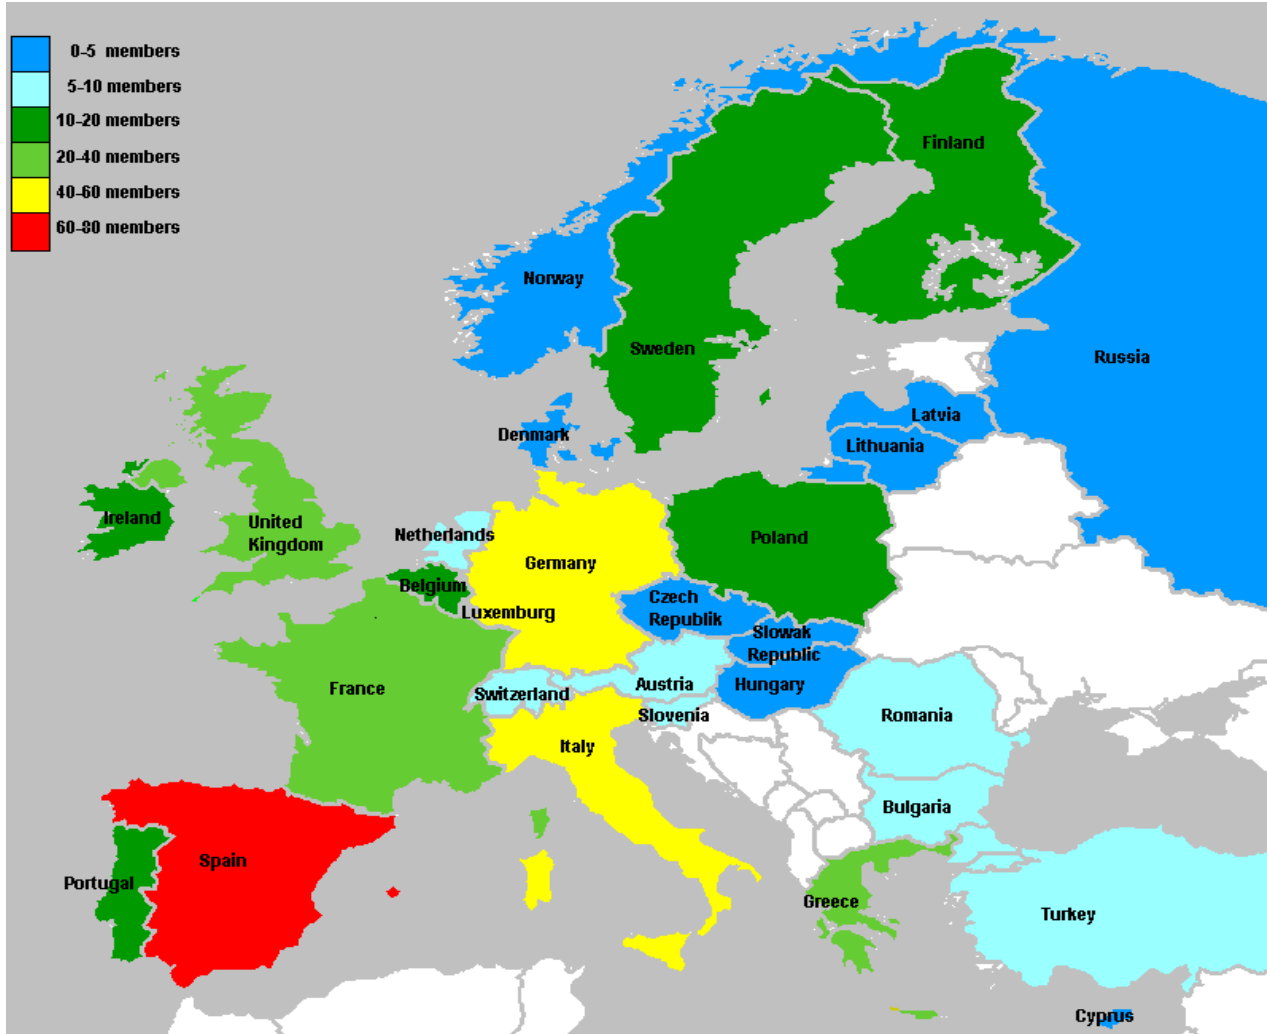 0-5 members
5-10 members
10-20 members
20-40 members
40-60 members
60-80 members
Finland
Norway
Sweden
Russia
Latvia
Denmark
Lithuania
Ireland
United
Kingdom
Netherlands
Poland
Germany
Belgium
Czech
Republik
Luxemburg
Slowak
Republic
France
Switzerland
Austria
Hungary
Slovenia
Romania
Italy
Bulgaria
Spain
Portugal
Greece
Turkey
Cyprus